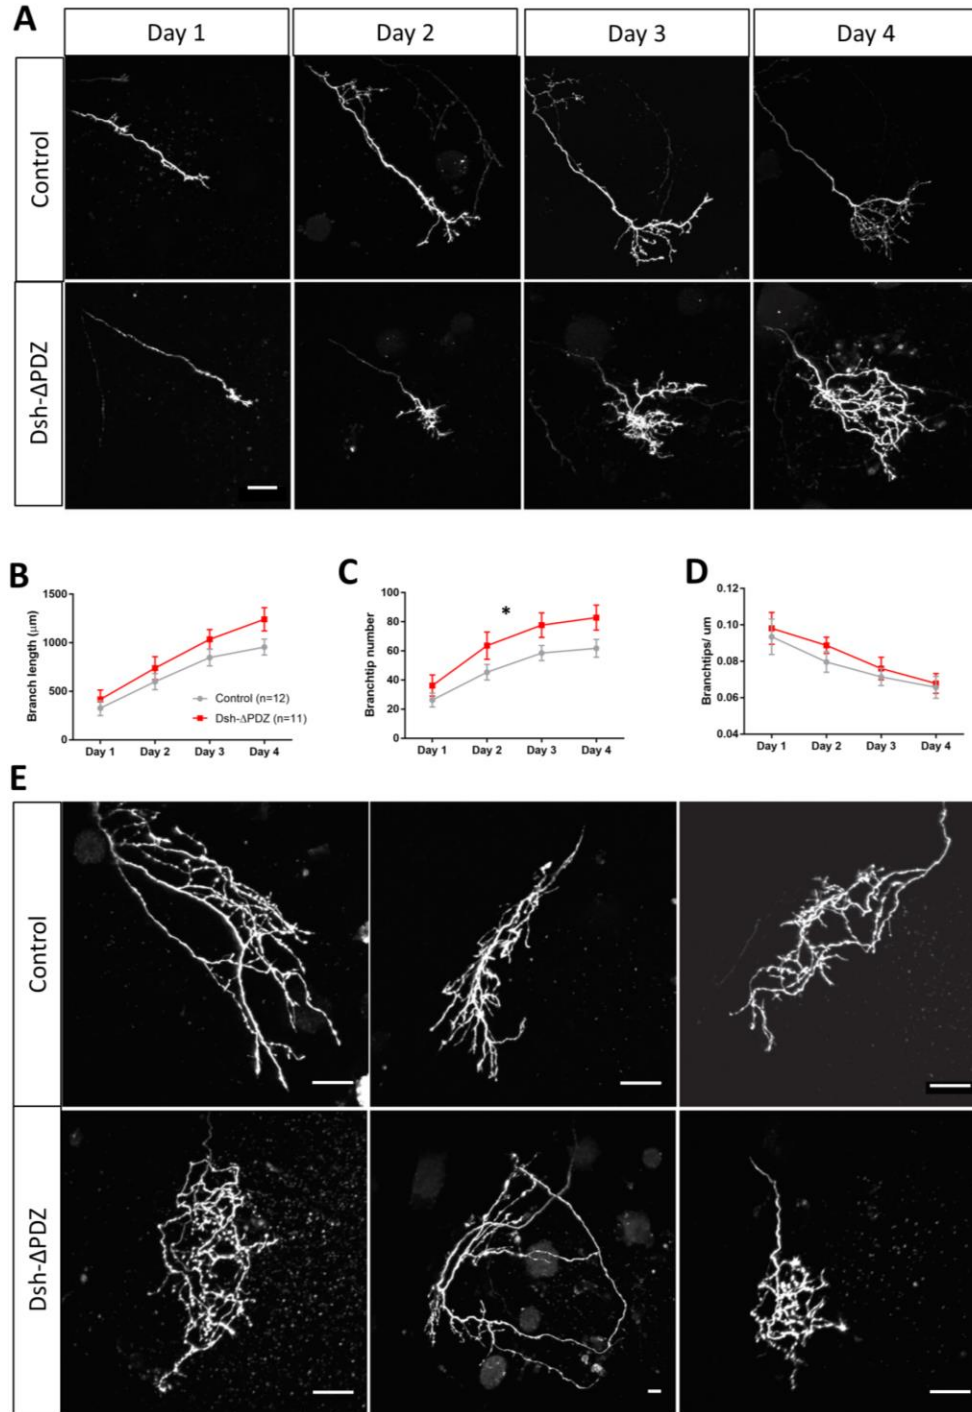 A
Day 1 Day 2 Day 3 Day 4
Control
Dsh-ΔPDZ
B
Branch length (μm)
1500
1000
500
0
Day 1 Day 2 Day 3 Day 4
Control (n=12)
Dsh-ΔPDZ (n=11)
C
Branchtip number
100
80
60
40
20
0
*
Day 1 Day 2 Day 3 Day 4
D
Branchtips/ um
0.12
0.10
0.08
0.06
0.04
Day 1 Day 2 Day 3 Day 4
E
Control
Dsh-ΔPDZ